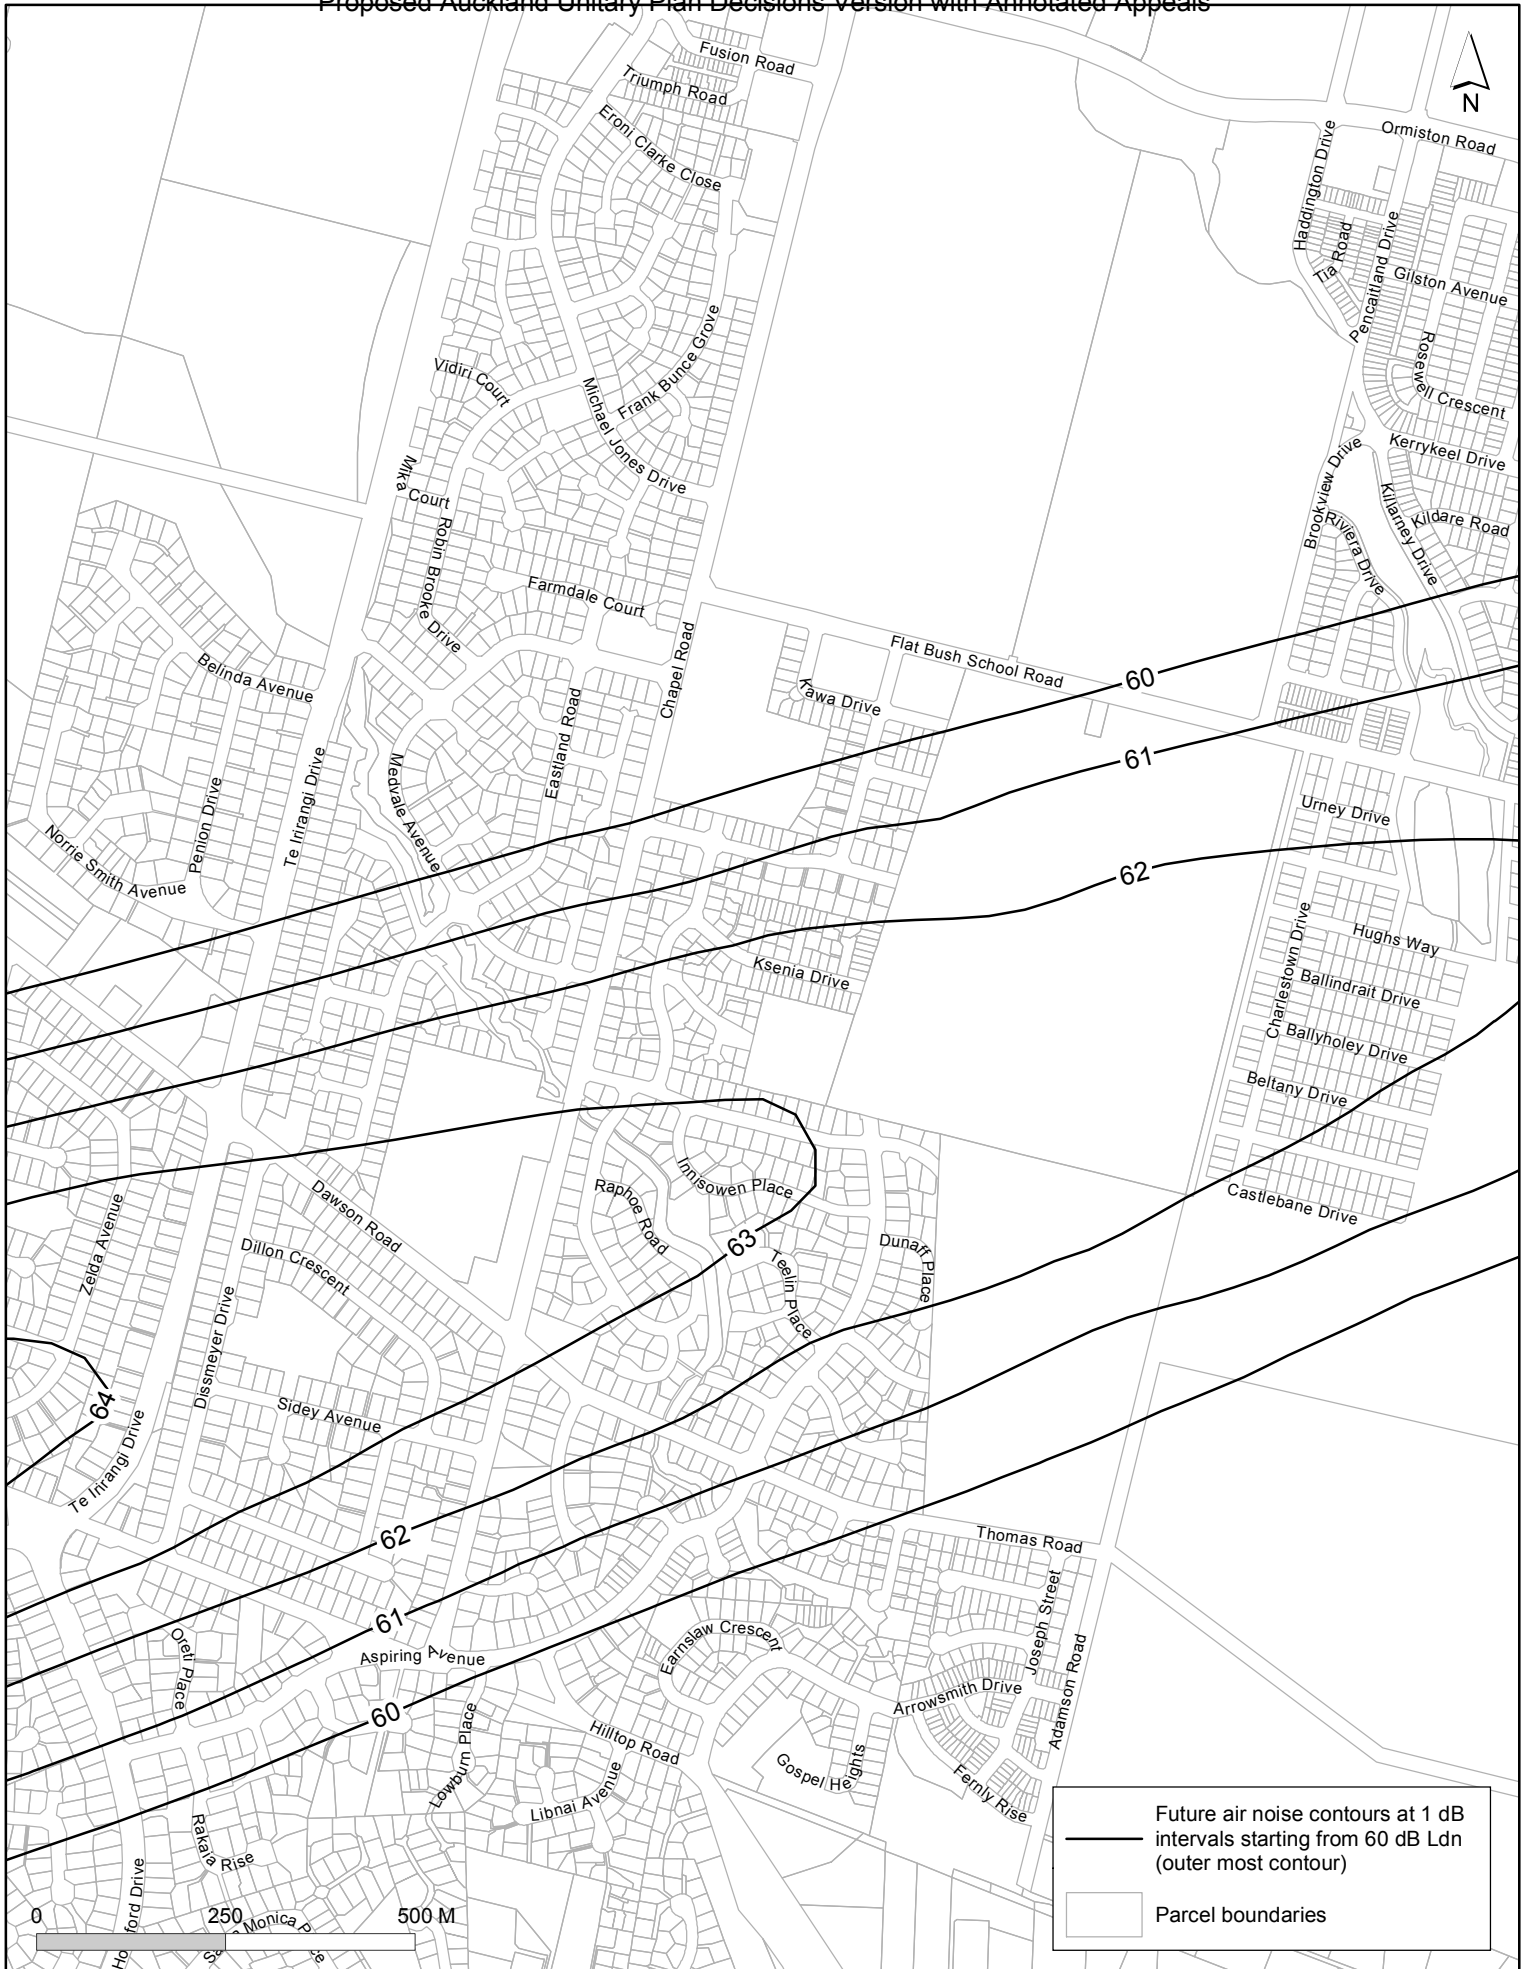 Proposed Auckland Unitary Plan Decisions Version with Annotated Appeals
Fusion Road
Triumph Road
Eroni Clarke Close
N
Ormiston Road
Haddington Drive
Tia Road
Pencaitland Drive
Gilston Avenue
Rosewell Crescent
Vidiri Court
Michael Jones Drive
Frank Bunce Grove
Kerrykeel Drive
Brookview Drive
Mika Court
Robin Brooke Drive
Killarney Drive
Kildare Road
Riviera Drive
Farmdale Court
Flat Bush School Road
Chapel Road
Belinda Avenue
60
Kawa Drive
Eastland Road
61
Te Irirangi Drive
Medvale Avenue
Penion Drive
Urney Drive
Norrie Smith Avenue
62
Charlestown Drive
Hughs Way
Ksenia Drive
Ballindrait Drive
Ballyholey Drive
Beltany Drive
Innisowen Place
Raphoe Road
Castlebane Drive
Dawson Road
Zelda Avenue
63
Dunaff Place
Teelin Place
Dillon Crescent
Dissmeyer Drive
64
Sidey Avenue
Te Irirangi Drive
62
Thomas Road
Joseph Street
61
Oreti Place
Aspiring Avenue
Earnslaw Crescent
Adamson Road
Arrowsmith Drive
60
Lowburn Place
Hilltop Road
Gospel Heights
Fernly Rise
Libnai Avenue
Rakaia Rise
Future air noise contours at 1 dB
intervals starting from 60 dB Ldn
(outer most contour)
Parcel boundaries
0 250 500 M